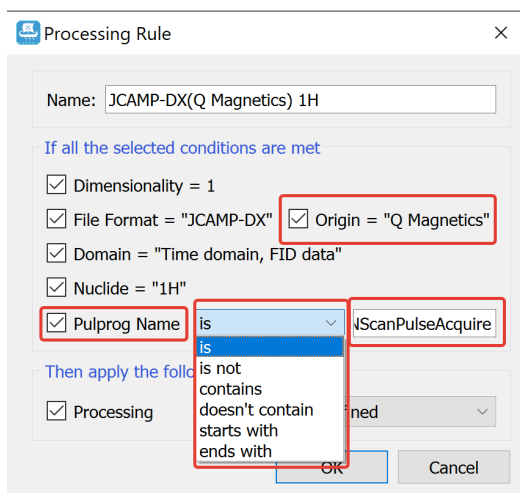 Processing Rule
Name: JCAMP-DX(Q Magnetics) 1H
If all the selected conditions are met
Dimensionality = 1
File Format = "JCAMP-DX" Origin = "Q Magnetics"
Domain = "Time domain, FID data"
Nuclide = "1H"
Pulprog Name is ScanPulseAcquire
is
is not
contains
doesn't contain
starts with
ends with
Then apply the follo
Processing ned
OK Cancel